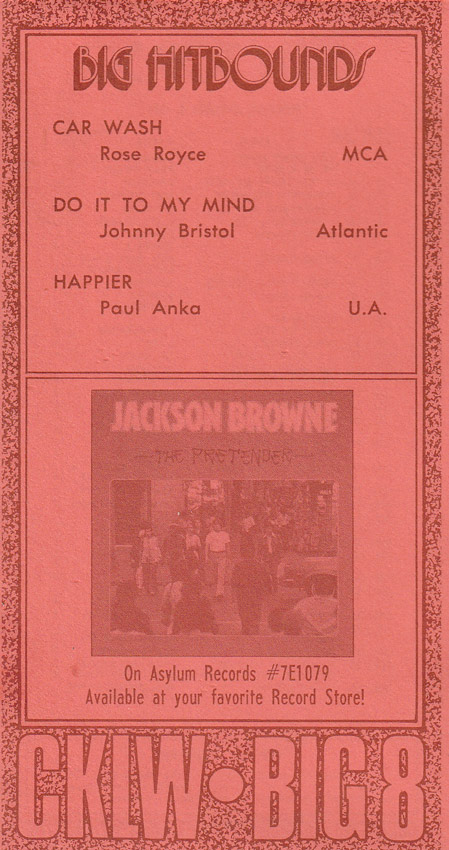 BIG HITBOUNDS
CAR WASH
Rose Royce MCA
DO IT TO MY MIND
Johnny Bristol Atlantic
HAPPIER
Paul Anka U.A.
JACKSON BROWNE
—THE PRETENDER—
On Asylum Records #7E1079
Available at your favorite Record Store!
CKLW•BIG 8